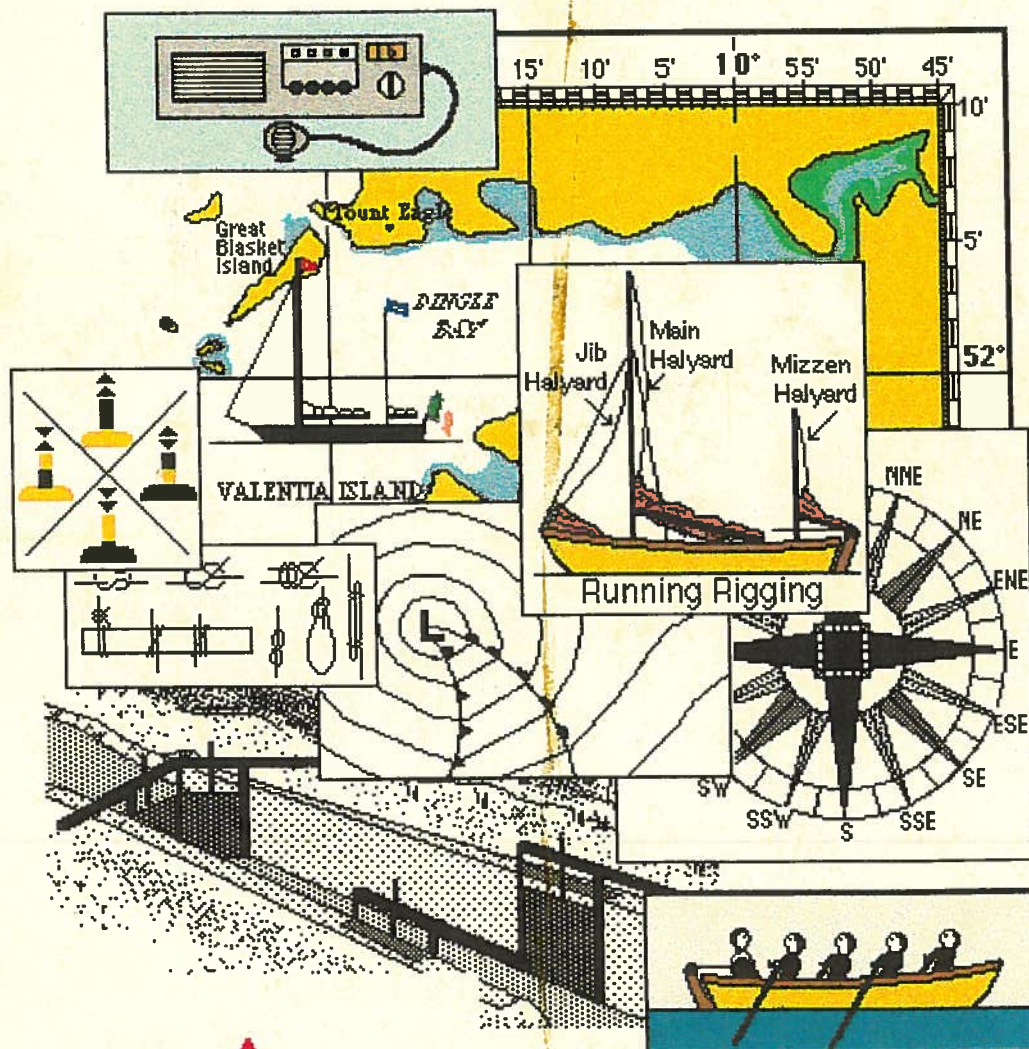 16
15'
10'
5'
10°
55'
50'
45'
10'
Mount Eagle
Great
Blasket
Island
5'
DINGLE
BAY
52°
Jib
Halyard
Main
Halyard
Mizzen
Halyard
VALENTIA ISLAND
Running Rigging
L
NNE
NE
ENE
E
ESE
SE
SSE
S
SSW
SW